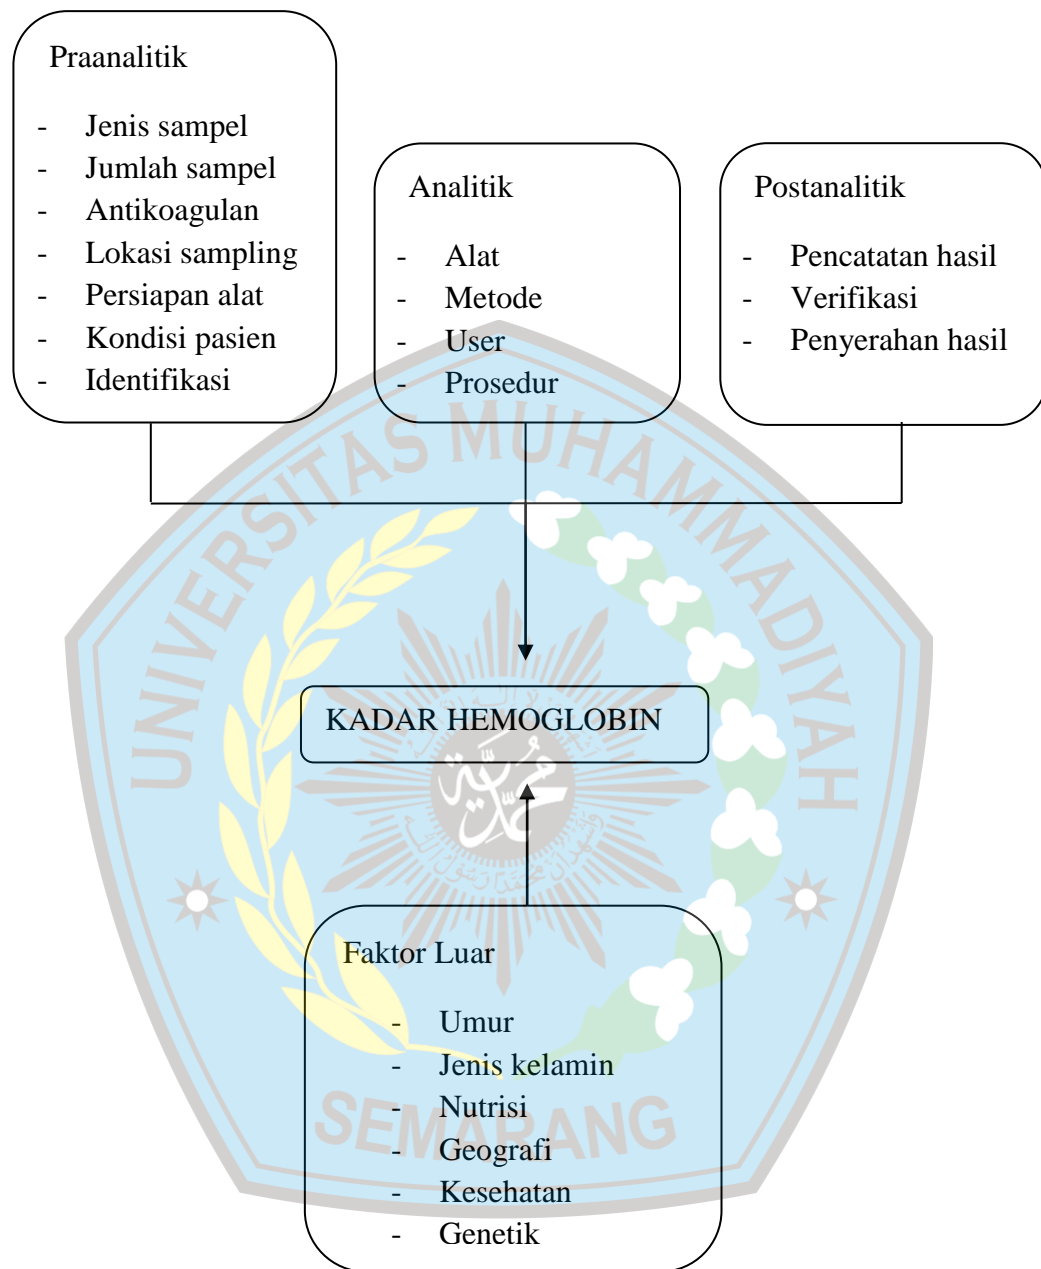 Praanalitik
- Jenis sampel
- Jumlah sampel
- Antikoagulan
- Lokasi sampling
- Persiapan alat
- Kondisi pasien
- Identifikasi
Analitik
- Alat
- Metode
- User
- Prosedur
Postanalitik
- Pencatatan hasil
- Verifikasi
- Penyerahan hasil
UNIVERSITAS MUHAMMADIYAH
KADAR HEMOGLOBIN
Faktor Luar
- Umur
- Jenis kelamin
- Nutrisi
- Geografi
- Kesehatan
- Genetik
SEMARANG